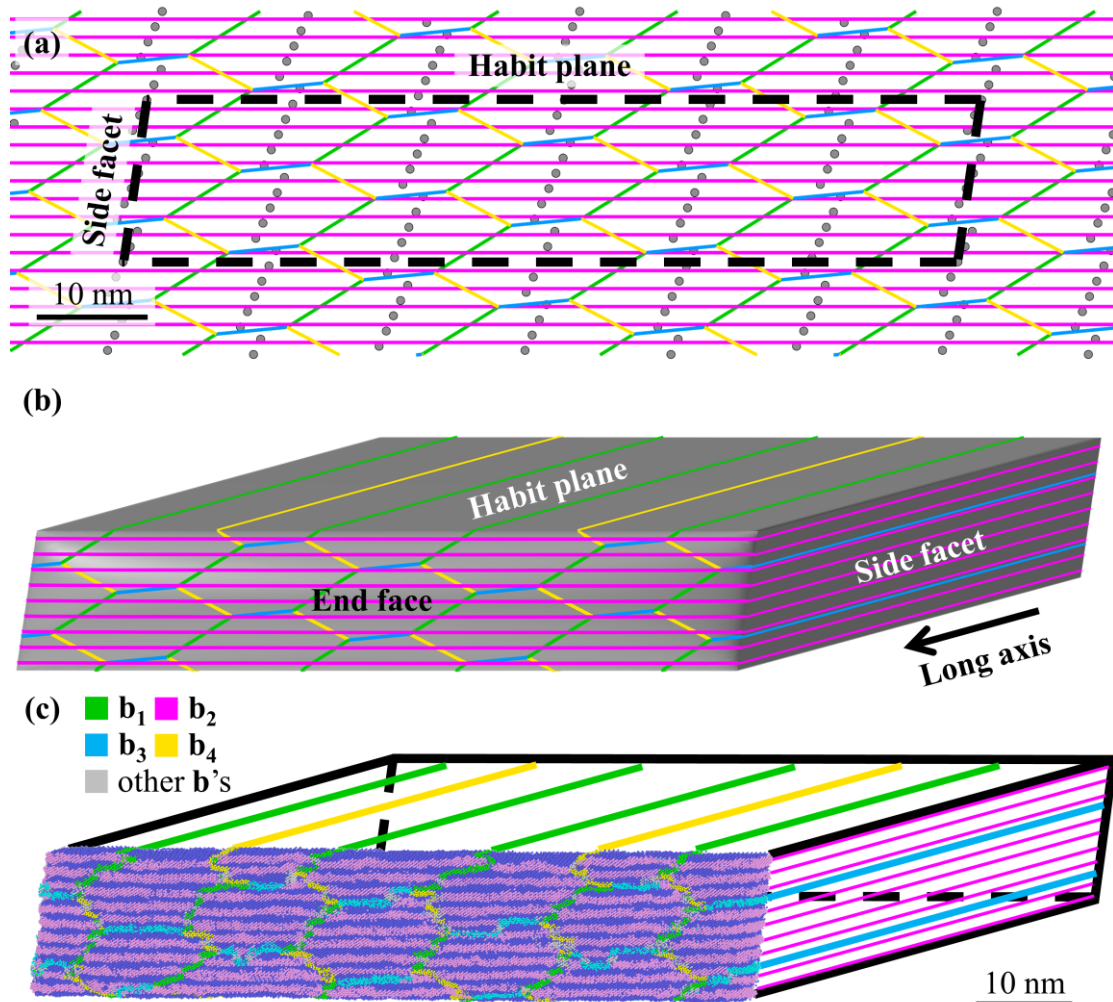 (a)
Habit plane
Side facet
10 nm
(b)
Habit plane
Side facet
End face
Long axis
(c)
b₁ b₂
b₃ b₄
other b's
10 nm